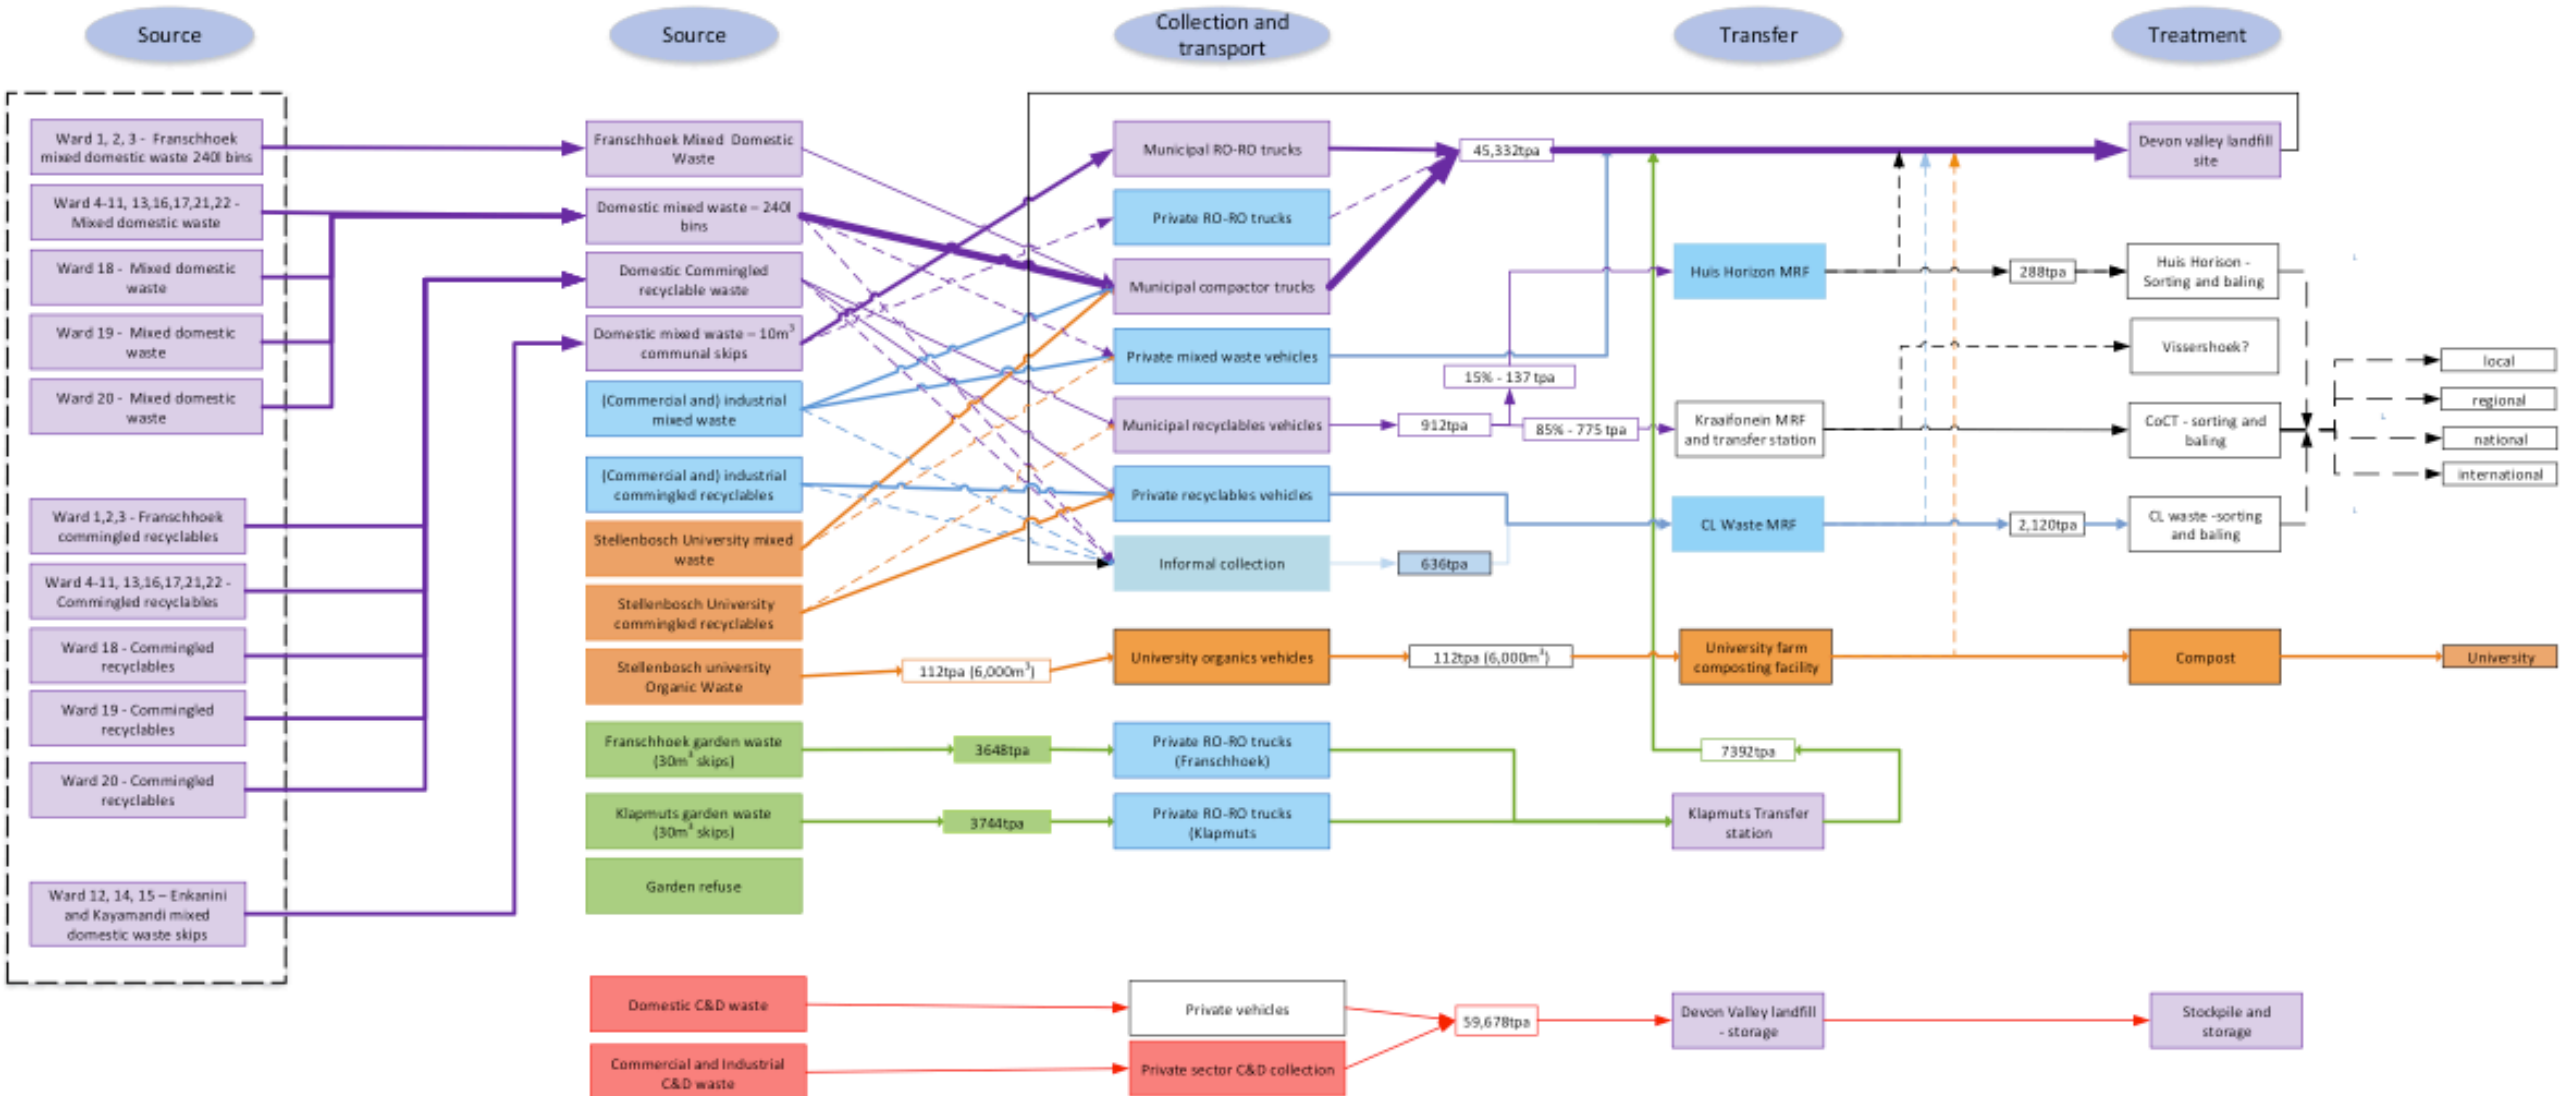 Source
Source
Collection and
transport
Transfer
Treatment
Ward 1, 2, 3 - Franschhoek
mixed domestic waste 240l bins
Ward 4-11, 13,16,17,21,22 -
Mixed domestic waste
Ward 18 - Mixed domestic
waste
Ward 19 - Mixed domestic
waste
Ward 20 - Mixed domestic
waste
Ward 1,2,3 - Franschhoek
commingled recyclables
Ward 4-11, 13,16,17,21,22 -
Commingled recyclables
Ward 18 - Commingled
recyclables
Ward 19 - Commingled
recyclables
Ward 20 - Commingled
recyclables
Ward 12, 14, 15 – Enkanini
and Kayamandi mixed
domestic waste skips
Franschhoek Mixed Domestic
Waste
Domestic mixed waste – 240l
bins
Domestic Commingled
recyclable waste
Domestic mixed waste – 10m³
communal skips
(Commercial and) industrial
mixed waste
(Commercial and) industrial
commingled recyclables
Stellenbosch University mixed
waste
Stellenbosch University
commingled recyclables
Stellenbosch university
Organic Waste
Franschhoek garden waste
(30m³ skips)
Klapmuts garden waste
(30m³ skips)
Garden refuse
Domestic C&D waste
Commercial and Industrial
C&D waste
112tpa (6,000m³)
3648tpa
3744tpa
Municipal RO-RO trucks
Private RO-RO trucks
Municipal compactor trucks
Private mixed waste vehicles
Municipal recyclables vehicles
Private recyclables vehicles
Informal collection
University organics vehicles
Private RO-RO trucks
(Franschhoek)
Private RO-RO trucks
(Klapmuts
Private vehicles
Private sector C&D collection
45,332tpa
15% - 137 tpa
912tpa
85% - 775 tpa
636tpa
112tpa (6,000m³)
59,678tpa
Huis Horizon MRF
Kraaifonein MRF
and transfer station
CL Waste MRF
University farm
composting facility
7392tpa
Klapmuts Transfer
station
Devon Valley landfill
- storage
288tpa
2,120tpa
Devon valley landfill
site
Huis Horison -
Sorting and baling
Vissershoek?
CoCT - sorting and
baling
CL waste -sorting
and baling
Compost
Stockpile and
storage
local
regional
national
international
University